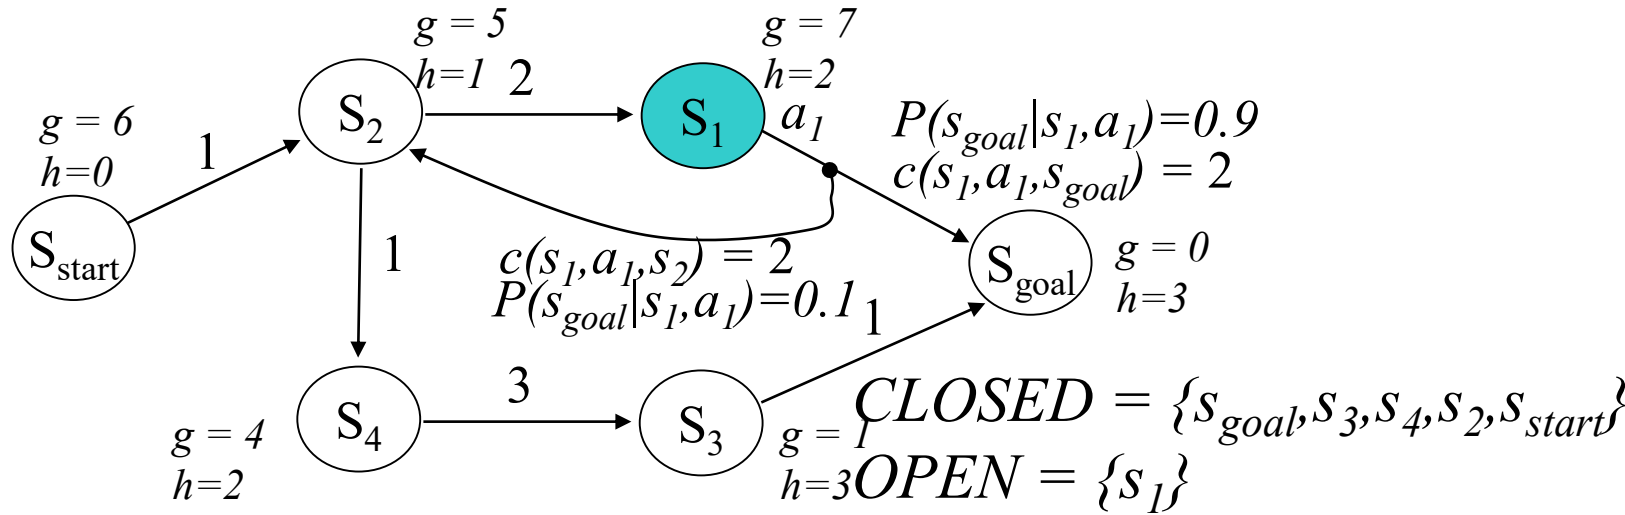 g = 5
h=1
g = 7
h=2
2
S2
S1
a1
P(sgoal|s1,a1)=0.9
c(s1,a1,sgoal) = 2
g = 6
h=0
1
Sstart
1
c(s1,a1,s2) = 2
P(sgoal|s1,a1)=0.1
Sgoal
g = 0
h=3
1
3
S4
S3
g = 4
h=2
g = 1
h=3
CLOSED = {sgoal,s3,s4,s2,sstart}
OPEN = {s1}